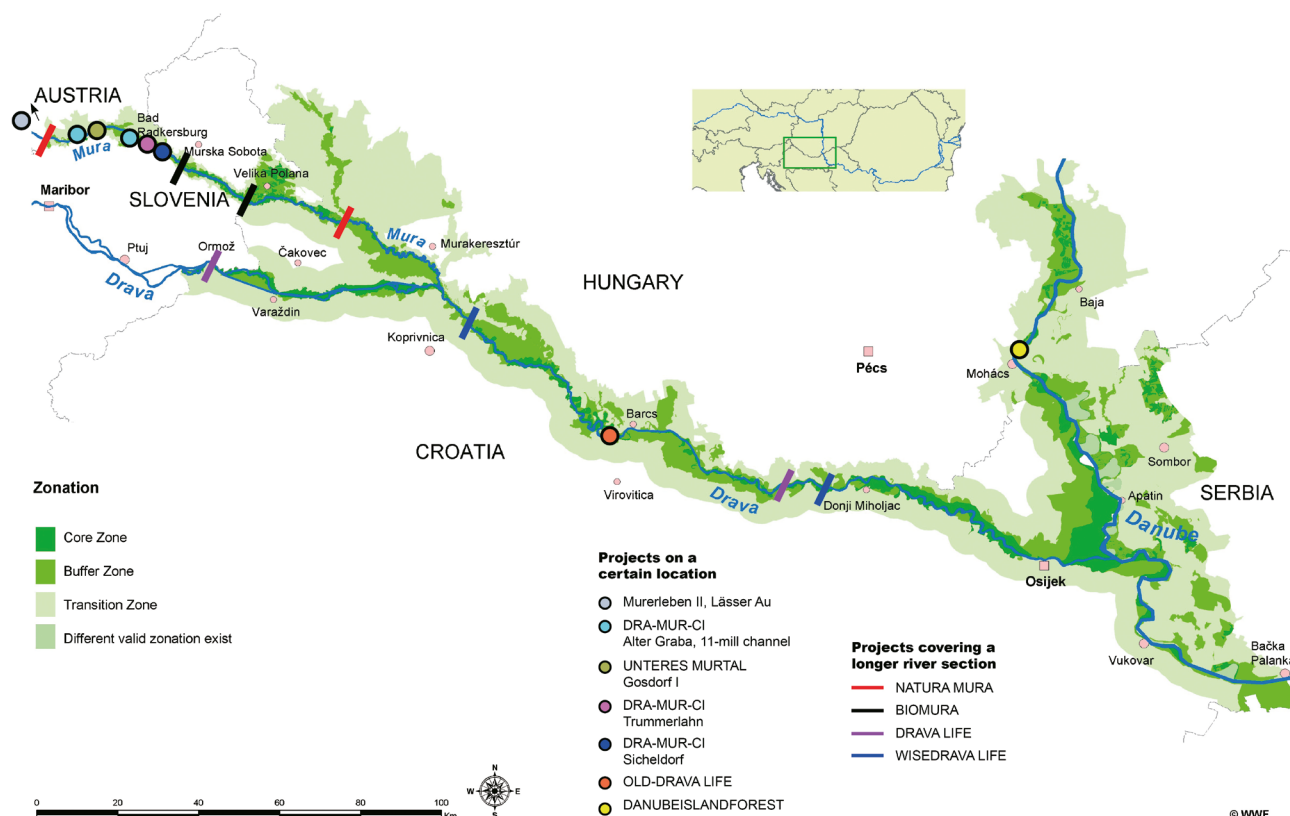 AUSTRIA
Bad
Radkersburg
Mura
Murska Sobota
Velika Polana
Maribor
SLOVENIA
Ptuj
Ormož
Čakovec
Mura
Murakeresztúr
Drava
Varaždin
HUNGARY
Koprivnica
Baja
Pécs
Mohács
Barcs
CROATIA
Sombor
Virovitica
Drava
Donji Miholjac
Apatin
SERBIA
Danube
Osijek
Vukovar
Bačka
Palanka
Zonation
Core Zone
Buffer Zone
Transition Zone
Different valid zonation exist
Projects on a
certain location
Murerleben II, Lässer Au
DRA-MUR-CI
Alter Graba, 11-mill channel
UNTERES MURTAL
Gosdorf I
DRA-MUR-CI
Trummerlahn
DRA-MUR-CI
Sicheldorf
OLD-DRAVA LIFE
DANUBEISLANDFOREST
Projects covering a
longer river section
NATURA MURA
BIOMURA
DRAVA LIFE
WISEDRAVA LIFE
0 20 40 60 80 100
Km
N
W E
S
© WWF